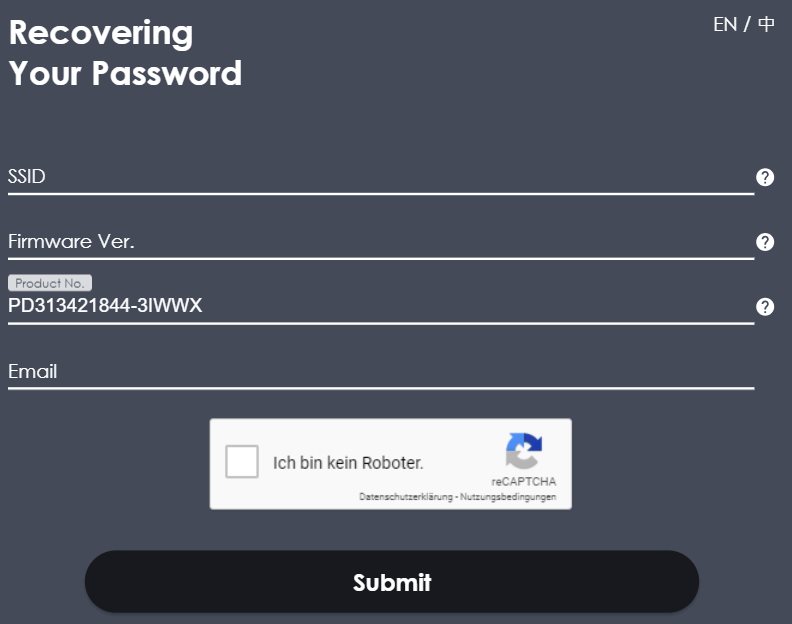 Recovering
Your Password
EN / 中
SSID
Firmware Ver.
Product No.
PD313421844-3IWWX
Email
Ich bin kein Roboter.
reCAPTCHA
Datenschutzerklärung - Nutzungsbedingungen
Submit